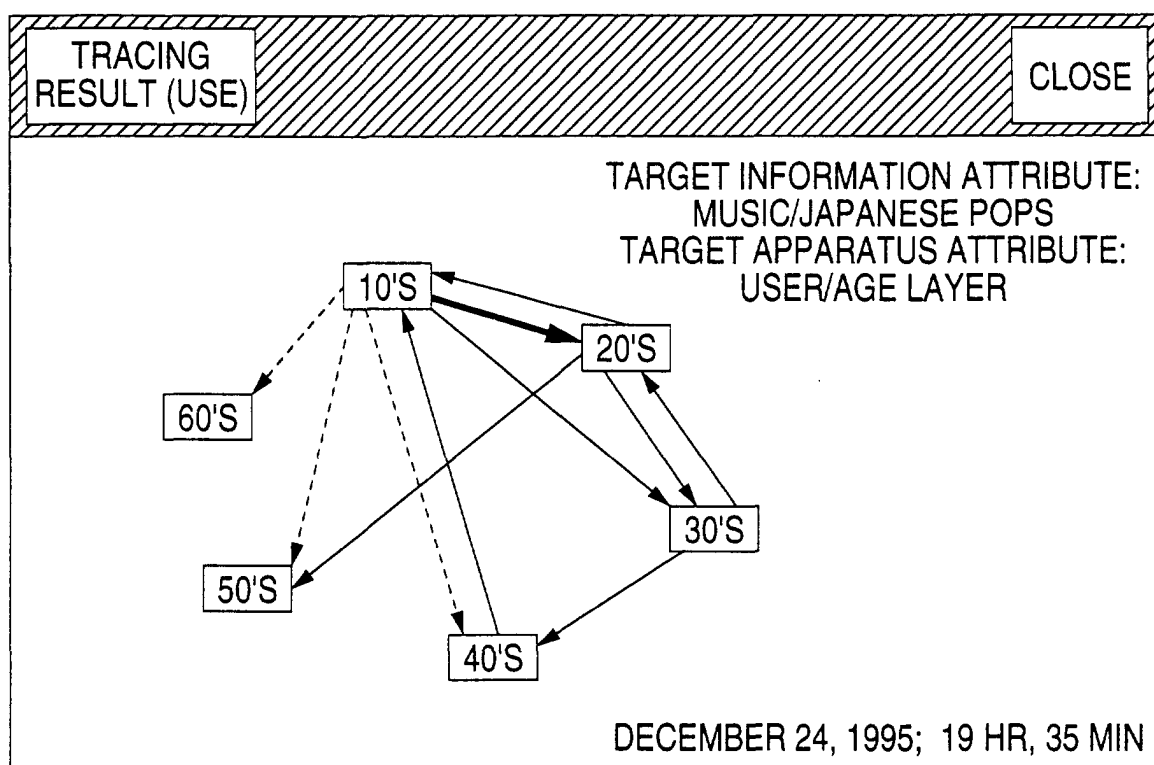 TRACING
RESULT (USE)
CLOSE
TARGET INFORMATION ATTRIBUTE:
MUSIC/JAPANESE POPS
TARGET APPARATUS ATTRIBUTE:
USER/AGE LAYER
10'S
20'S
60'S
30'S
50'S
40'S
DECEMBER 24, 1995; 19 HR, 35 MIN